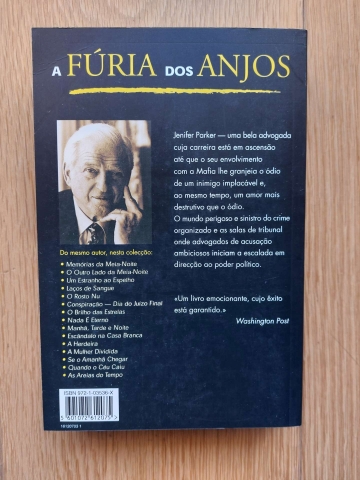 A FÚRIA DOS ANJOS
Jenifer Parker — uma bela advogada
cuja carreira está em ascensão
até que o seu envolvimento
com a Mafia lhe granjeia o ódio
de um inimigo implacável e,
ao mesmo tempo, um amor mais
destrutivo que o ódio.
O mundo perigoso e sinistro do crime
organizado e as salas de tribunal
onde advogados de acusação
ambiciosos iniciam a escalada em
direcção ao poder político.
«Um livro emocionante, cujo êxito
está garantido.»
Washington Post
Do mesmo autor, nesta colecção:
• Memórias da Meia-Noite
• O Outro Lado da Meia-Noite
• Um Estranho ao Espelho
• Laços de Sangue
• O Rosto Nu
• Conspiração — Dia do Juízo Final
• O Brilho das Estrelas
• Nada É Eterno
• Manhã, Tarde e Noite
• Escândalo na Casa Branca
• A Herdeira
• A Mulher Dividida
• Se o Amanhã Chegar
• Quando o Céu Caiu
• As Areias do Tempo
ISBN 972-1-03536-X
5601072612075